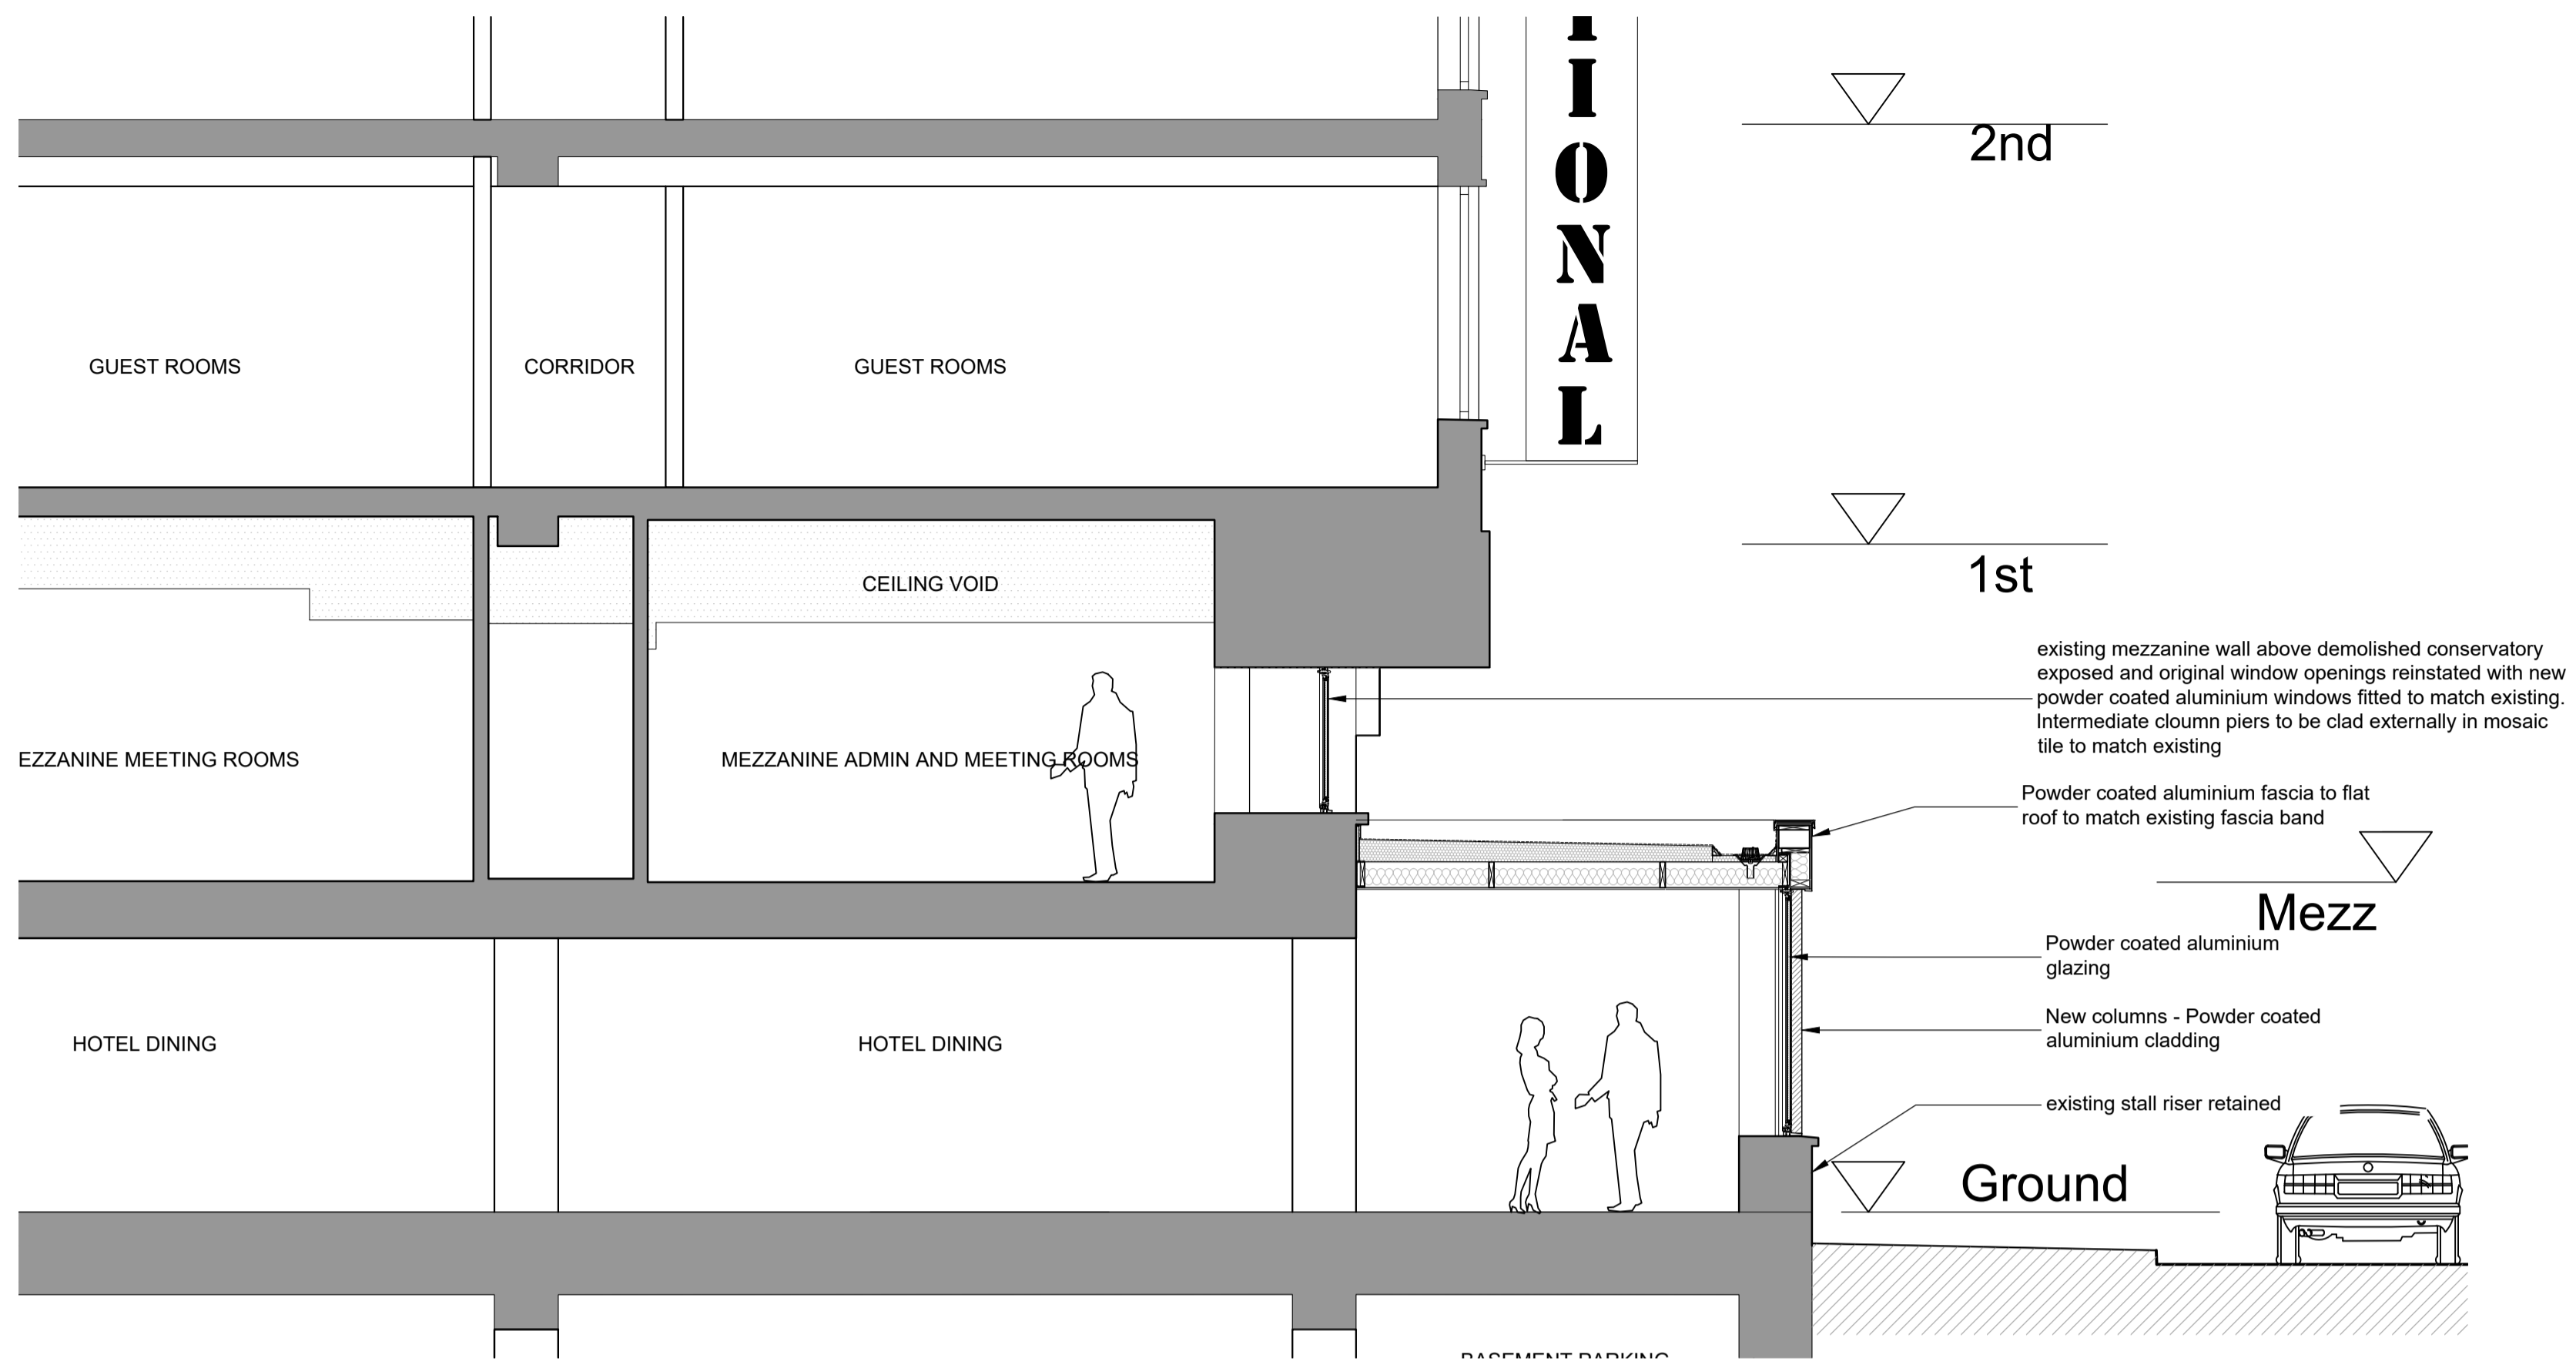 I
I
O
N
A
L
2nd
GUEST ROOMS
CORRIDOR
GUEST ROOMS
1st
CEILING VOID
existing mezzanine wall above demolished conservatory
exposed and original window openings reinstated with new
powder coated aluminium windows fitted to match existing.
Intermediate cloumn piers to be clad externally in mosaic
tile to match existing
EZZANINE MEETING ROOMS
MEZZANINE ADMIN AND MEETING ROOMS
Powder coated aluminium fascia to flat
roof to match existing fascia band
Mezz
Powder coated aluminium
glazing
HOTEL DINING
HOTEL DINING
New columns - Powder coated
aluminium cladding
existing stall riser retained
Ground
BASEMENT PARKING